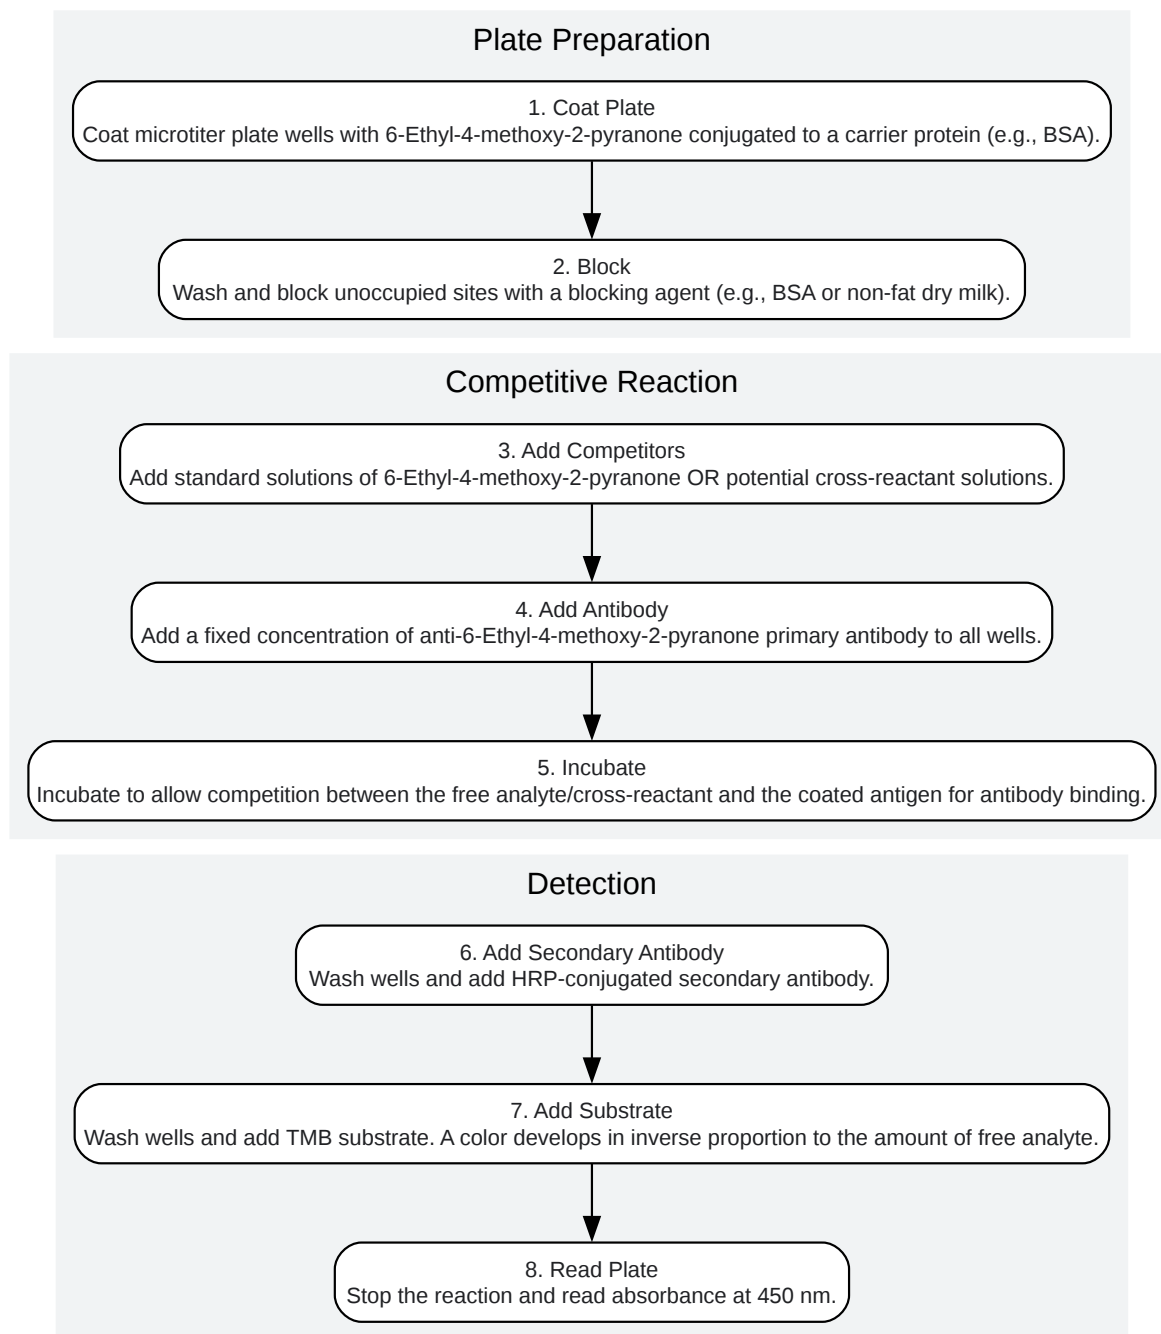 Plate Preparation
1. Coat Plate
Coat microtiter plate wells with 6-Ethyl-4-methoxy-2-pyranone conjugated to a carrier protein (e.g., BSA).
2. Block
Wash and block unoccupied sites with a blocking agent (e.g., BSA or non-fat dry milk).
Competitive Reaction
3. Add Competitors
Add standard solutions of 6-Ethyl-4-methoxy-2-pyranone OR potential cross-reactant solutions.
4. Add Antibody
Add a fixed concentration of anti-6-Ethyl-4-methoxy-2-pyranone primary antibody to all wells.
5. Incubate
Incubate to allow competition between the free analyte/cross-reactant and the coated antigen for antibody binding.
Detection
6. Add Secondary Antibody
Wash wells and add HRP-conjugated secondary antibody.
7. Add Substrate
Wash wells and add TMB substrate. A color develops in inverse proportion to the amount of free analyte.
8. Read Plate
Stop the reaction and read absorbance at 450 nm.